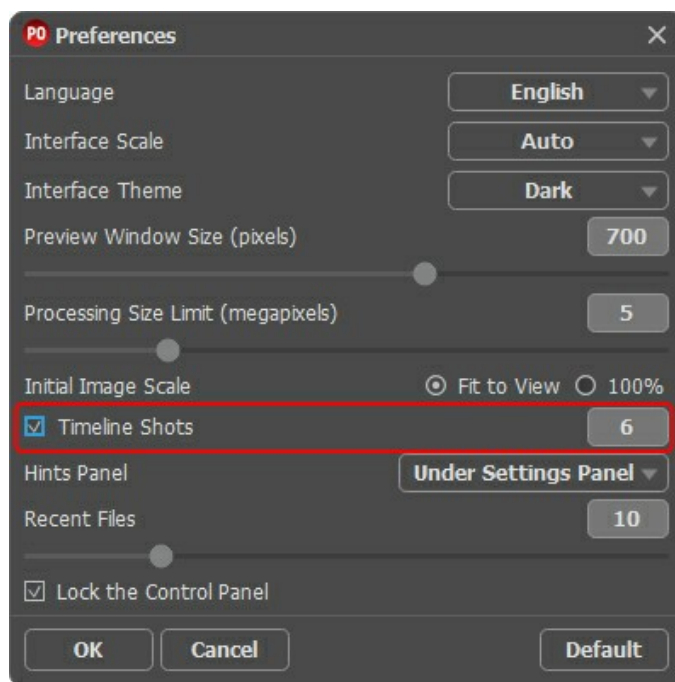 PO Preferences
Language English
Interface Scale Auto
Interface Theme Dark
Preview Window Size (pixels) 700
Processing Size Limit (megapixels) 5
Initial Image Scale Fit to View 100%
Timeline Shots 6
Hints Panel Under Settings Panel
Recent Files 10
Lock the Control Panel
OK Cancel Default